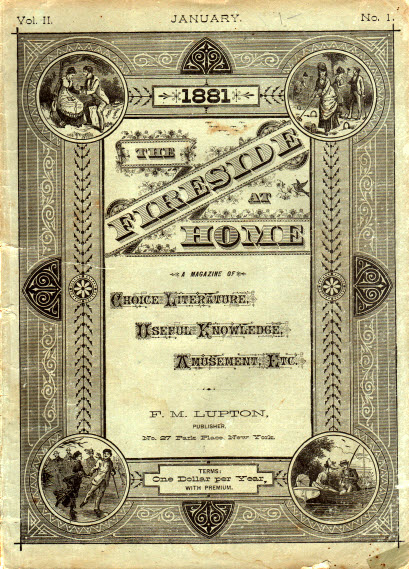 Vol. II.
JANUARY.
No. 1.
1881
THE
FIRESIDE
AT
HOME
A MAGAZINE OF
CHOICE LITERATURE,
USEFUL KNOWLEDGE,
AMUSEMENT, ETC.
F. M. LUPTON,
PUBLISHER,
No. 27 Park Place, New York.
TERMS:
One Dollar per Year,
WITH PREMIUM.